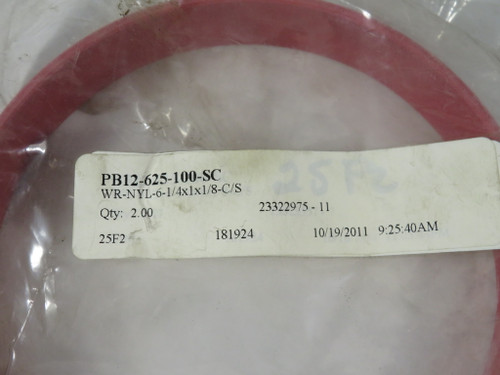 PB12-625-100-SC
WR-NYL-6-1/4x1x1/8-C/S
25F2
Qty: 2.00 23322975 - 11
25F2 181924 10/19/2011 9:25:40AM